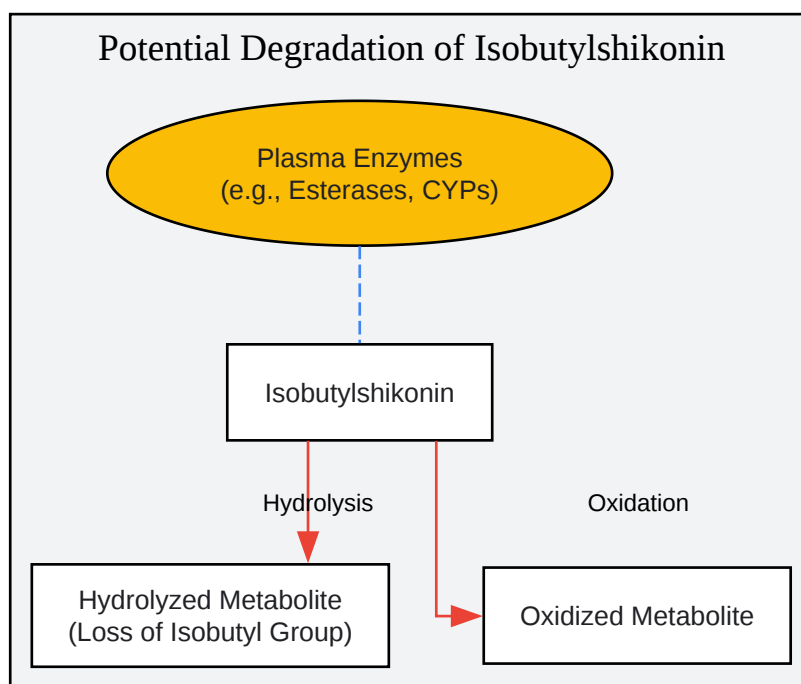 Potential Degradation of Isobutylshikonin
Plasma Enzymes
(e.g., Esterases, CYPs)
Isobutylshikonin
Hydrolysis
Oxidation
Hydrolyzed Metabolite
(Loss of Isobutyl Group)
Oxidized Metabolite